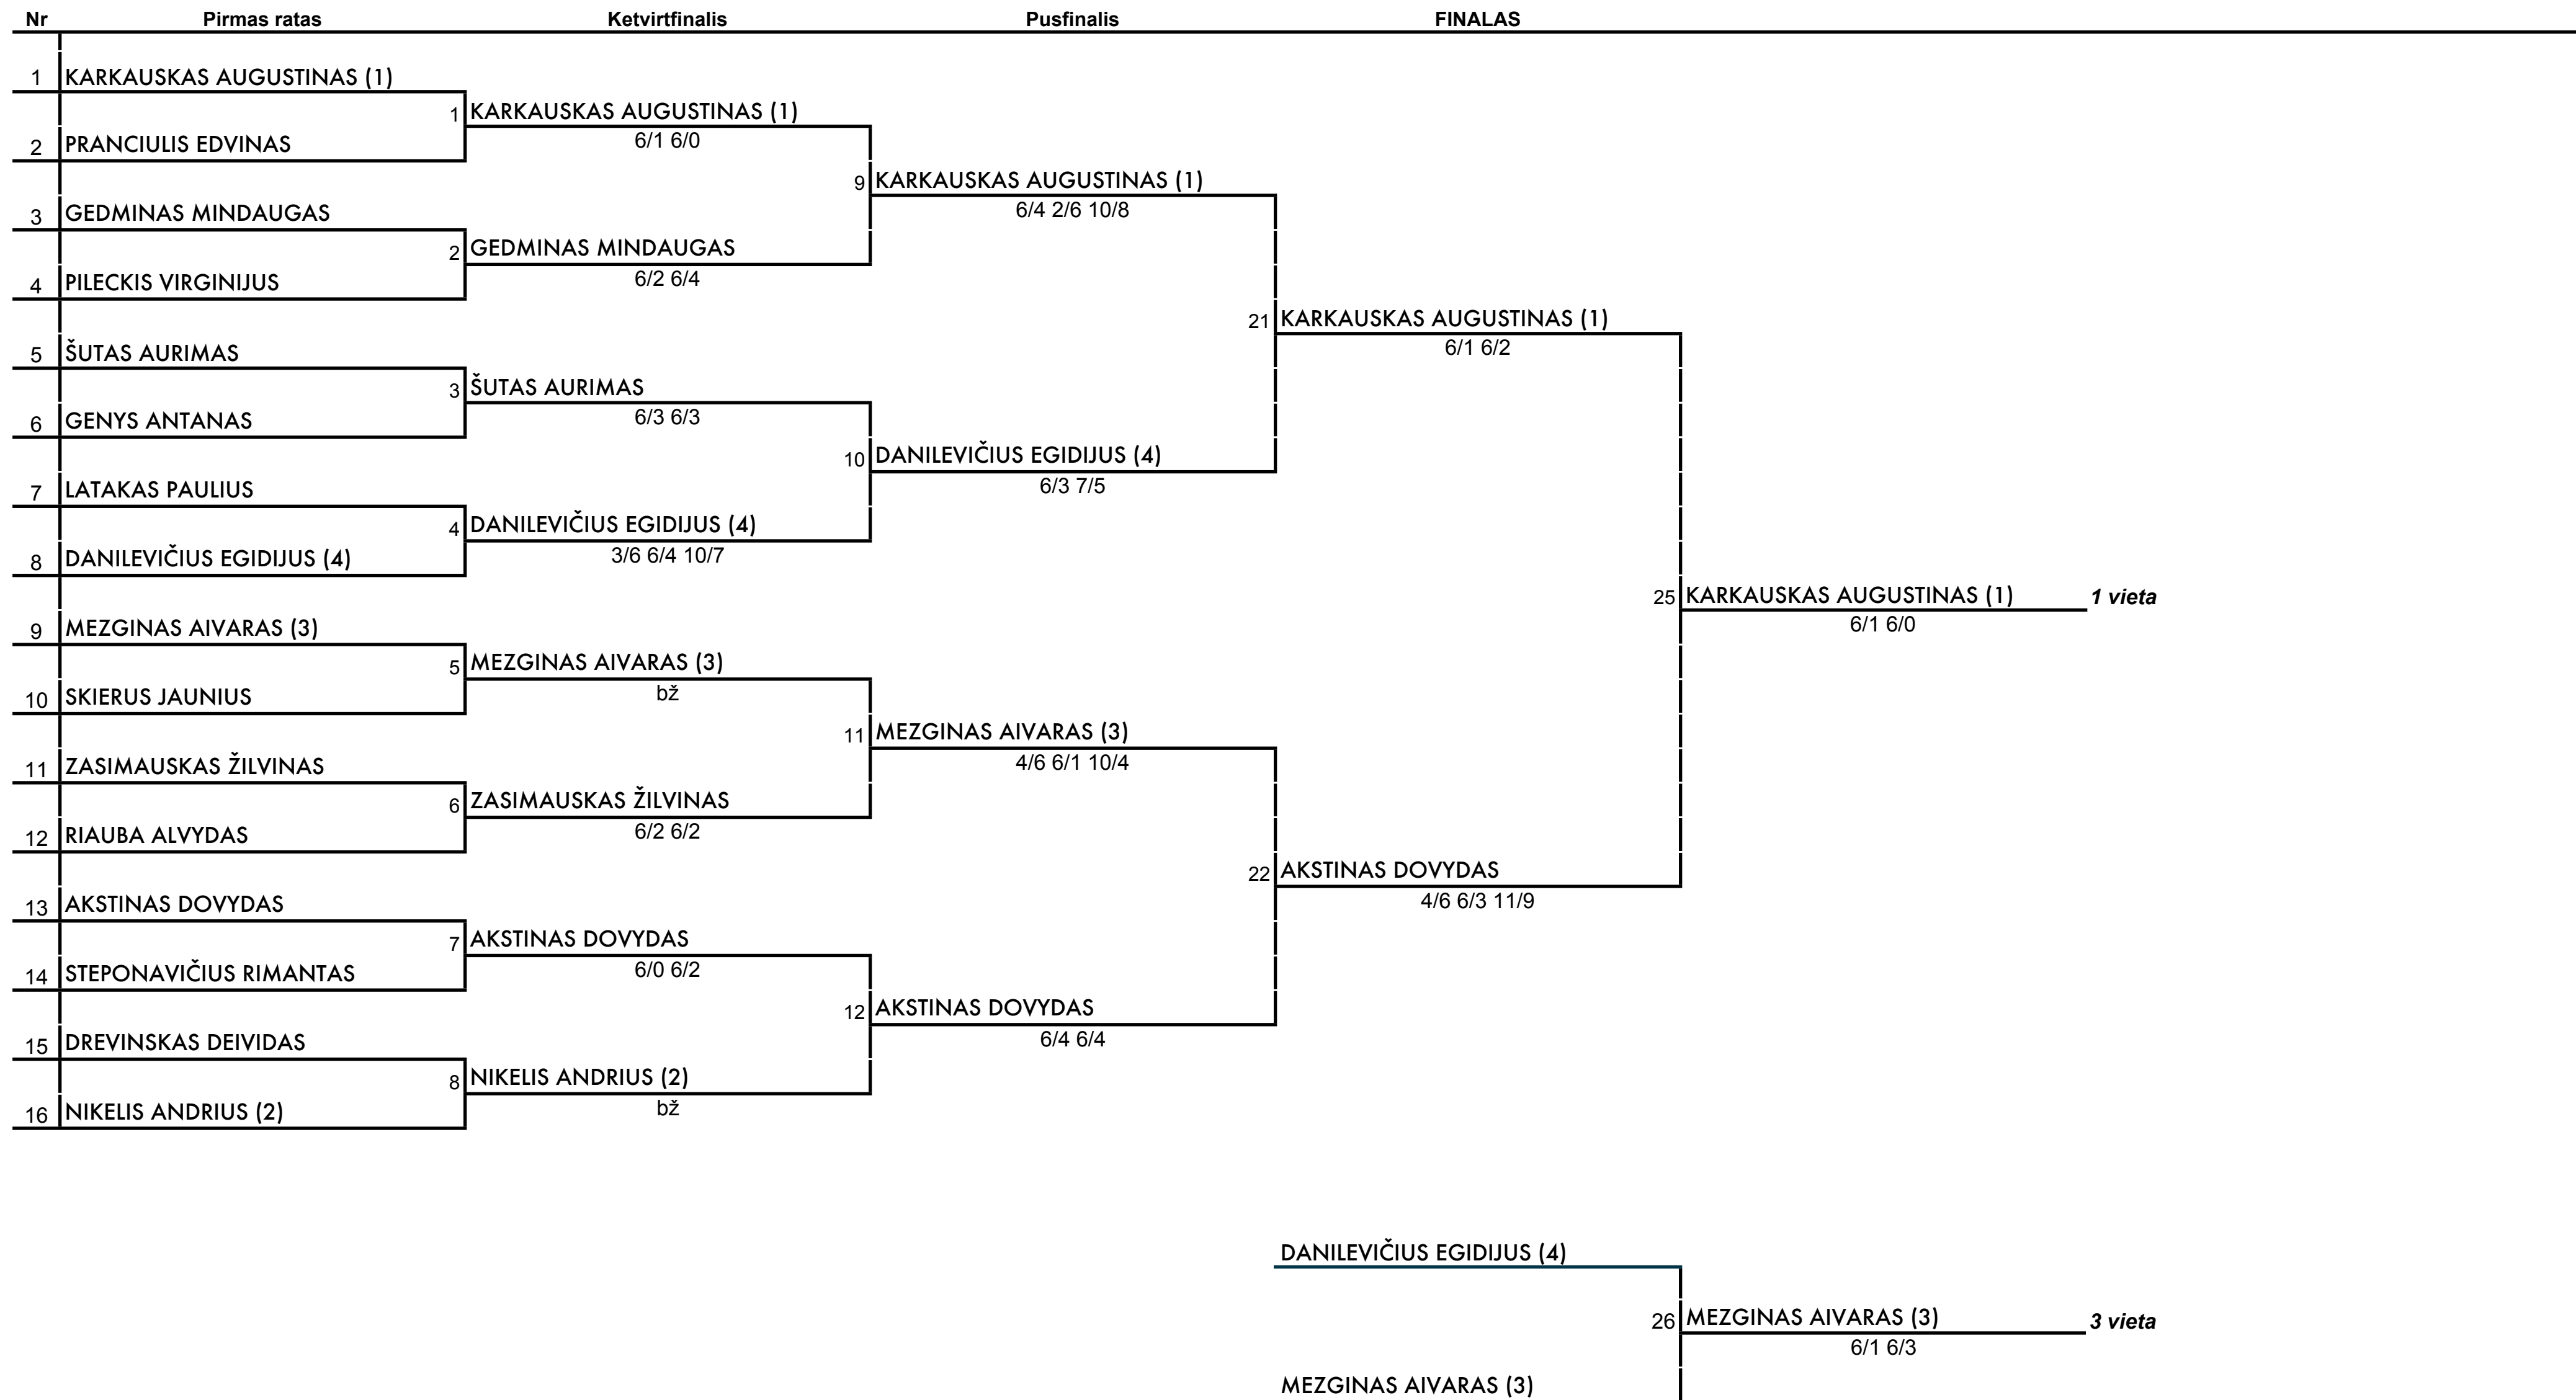 Nr Pirmas ratas Ketvirtfinalis Pusfinalis FINALAS
1 KARKAUSKAS AUGUSTINAS (1)
1 KARKAUSKAS AUGUSTINAS (1)
6/1 6/0
2 PRANCIULIS EDVINAS
9 KARKAUSKAS AUGUSTINAS (1)
6/4 2/6 10/8
3 GEDMINAS MINDAUGAS
2 GEDMINAS MINDAUGAS
6/2 6/4
4 PILECKIS VIRGINIJUS
21 KARKAUSKAS AUGUSTINAS (1)
6/1 6/2
5 ŠUTAS AURIMAS
3 ŠUTAS AURIMAS
6/3 6/3
6 GENYS ANTANAS
10 DANILEVIČIUS EGIDIJUS (4)
6/3 7/5
7 LATAKAS PAULIUS
4 DANILEVIČIUS EGIDIJUS (4)
3/6 6/4 10/7
8 DANILEVIČIUS EGIDIJUS (4)
25 KARKAUSKAS AUGUSTINAS (1) 1 vieta
6/1 6/0
9 MEZGINAS AIVARAS (3)
5 MEZGINAS AIVARAS (3)
bž
10 SKIERUS JAUNIUS
11 MEZGINAS AIVARAS (3)
4/6 6/1 10/4
11 ZASIMAUSKAS ŽILVINAS
6 ZASIMAUSKAS ŽILVINAS
6/2 6/2
12 RIAUBA ALVYDAS
22 AKSTINAS DOVYDAS
4/6 6/3 11/9
13 AKSTINAS DOVYDAS
7 AKSTINAS DOVYDAS
6/0 6/2
14 STEPONAVIČIUS RIMANTAS
12 AKSTINAS DOVYDAS
6/4 6/4
15 DREVINSKAS DEIVIDAS
8 NIKELIS ANDRIUS (2)
bž
16 NIKELIS ANDRIUS (2)
DANILEVIČIUS EGIDIJUS (4)
26 MEZGINAS AIVARAS (3) 3 vieta
6/1 6/3
MEZGINAS AIVARAS (3)